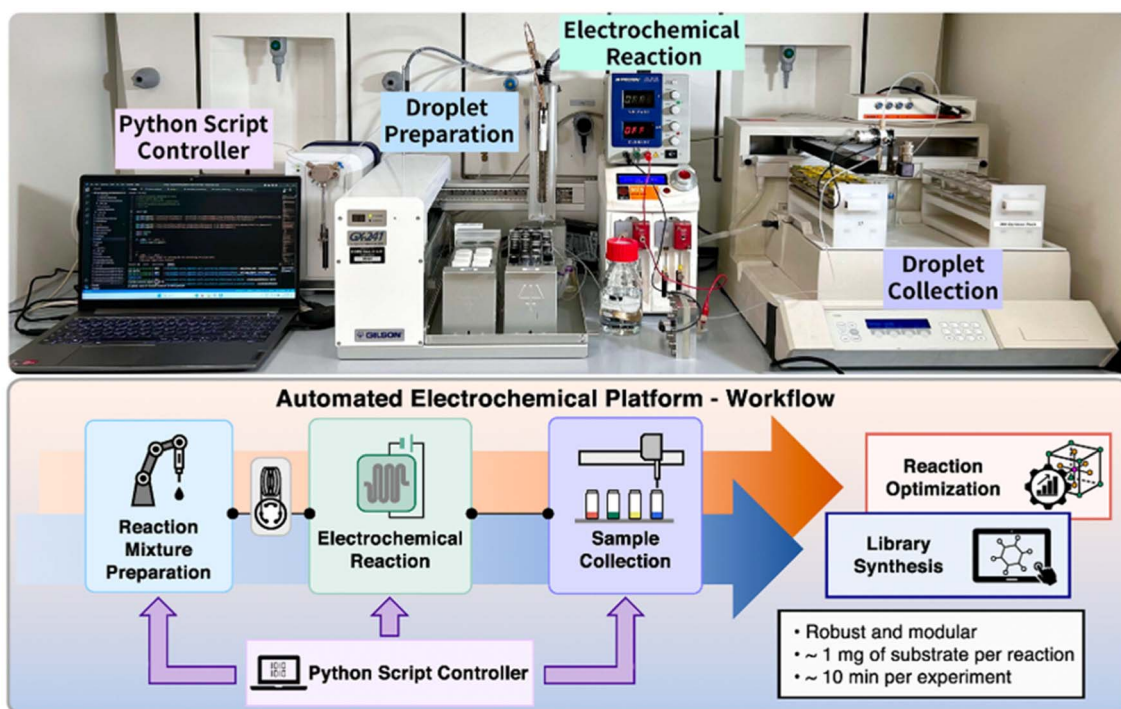 Electrochemical
Reaction
Droplet
Preparation
Python Script
Controller
GX-241
GILSON
OFF
Droplet
Collection
Automated Electrochemical Platform - Workflow
Reaction
Mixture
Preparation
Electrochemical
Reaction
Sample
Collection
Reaction
Optimization
Library
Synthesis
Python Script Controller
• Robust and modular
• ~ 1 mg of substrate per reaction
• ~ 10 min per experiment